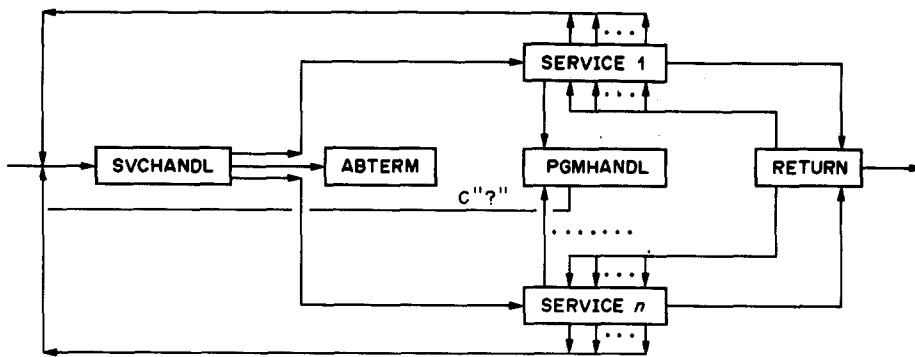 SERVICE 1
SVCHANDL
ABTERM
PGMHANDL
RETURN
C"?"
SERVICE n